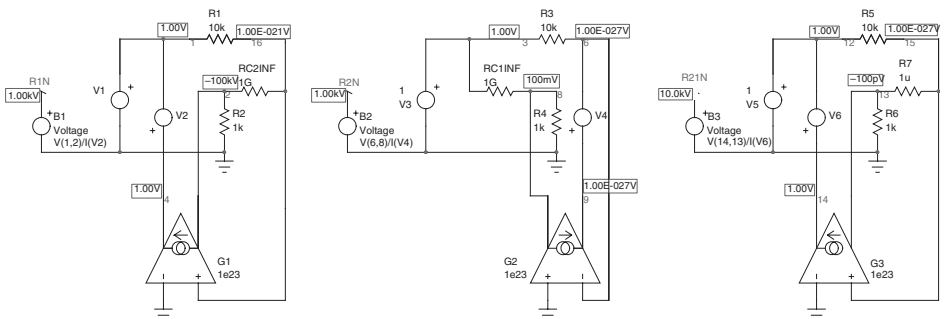 R1N
1.00kV
B1
Voltage
V(1,2)/I(V2)
V1
1.00V
1
R1
10k
1.00E-021V
16
−100kV
2
RC2INF
1G
V2
R2
1k
1.00V
4
G1
1e23
R2N
1.00kV
B2
Voltage
V(6,8)/I(V4)
1
V3
1.00V
3
R3
10k
1.00E-027V
6
RC1INF
1G
100mV
8
R4
1k
V4
1.00E-027V
9
G2
1e23
R21N
10.0kV
B3
Voltage
V(14,13)/I(V6)
1
V5
1.00V
12
R5
10k
1.00E-027V
15
R7
1u
−100pV
13
V6
R6
1k
1.00V
14
G3
1e23